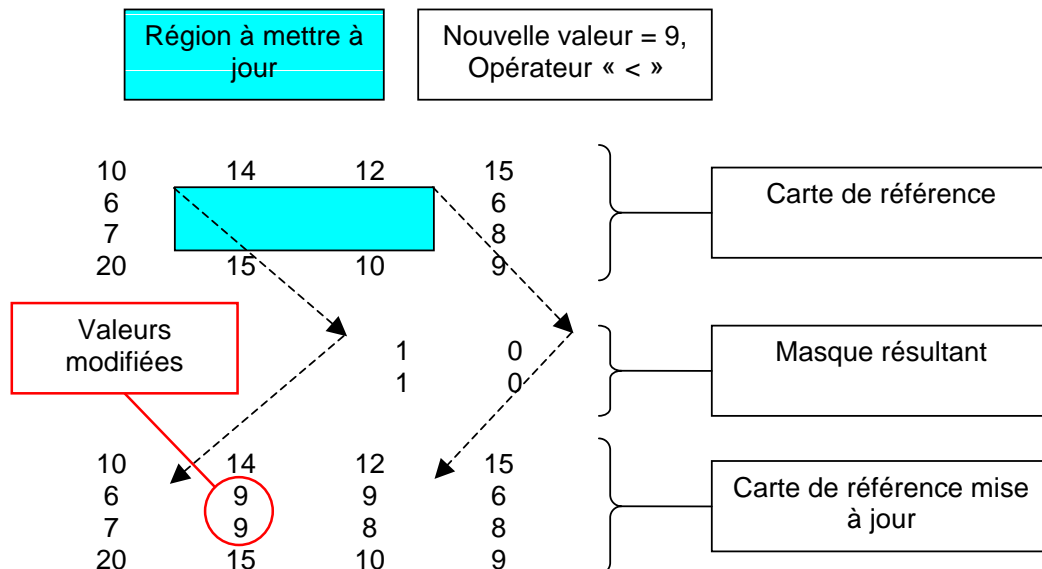 Région à mettre à
jour
Nouvelle valeur = 9,
Opérateur « < »
10 14 12 15
6 6
7 8
20 15 10 9
Carte de référence
Valeurs
modifiées
1 0
1 0
Masque résultant
10 14 12 15
6 9 9 6
7 9 8 8
20 15 10 9
Carte de référence mise
à jour